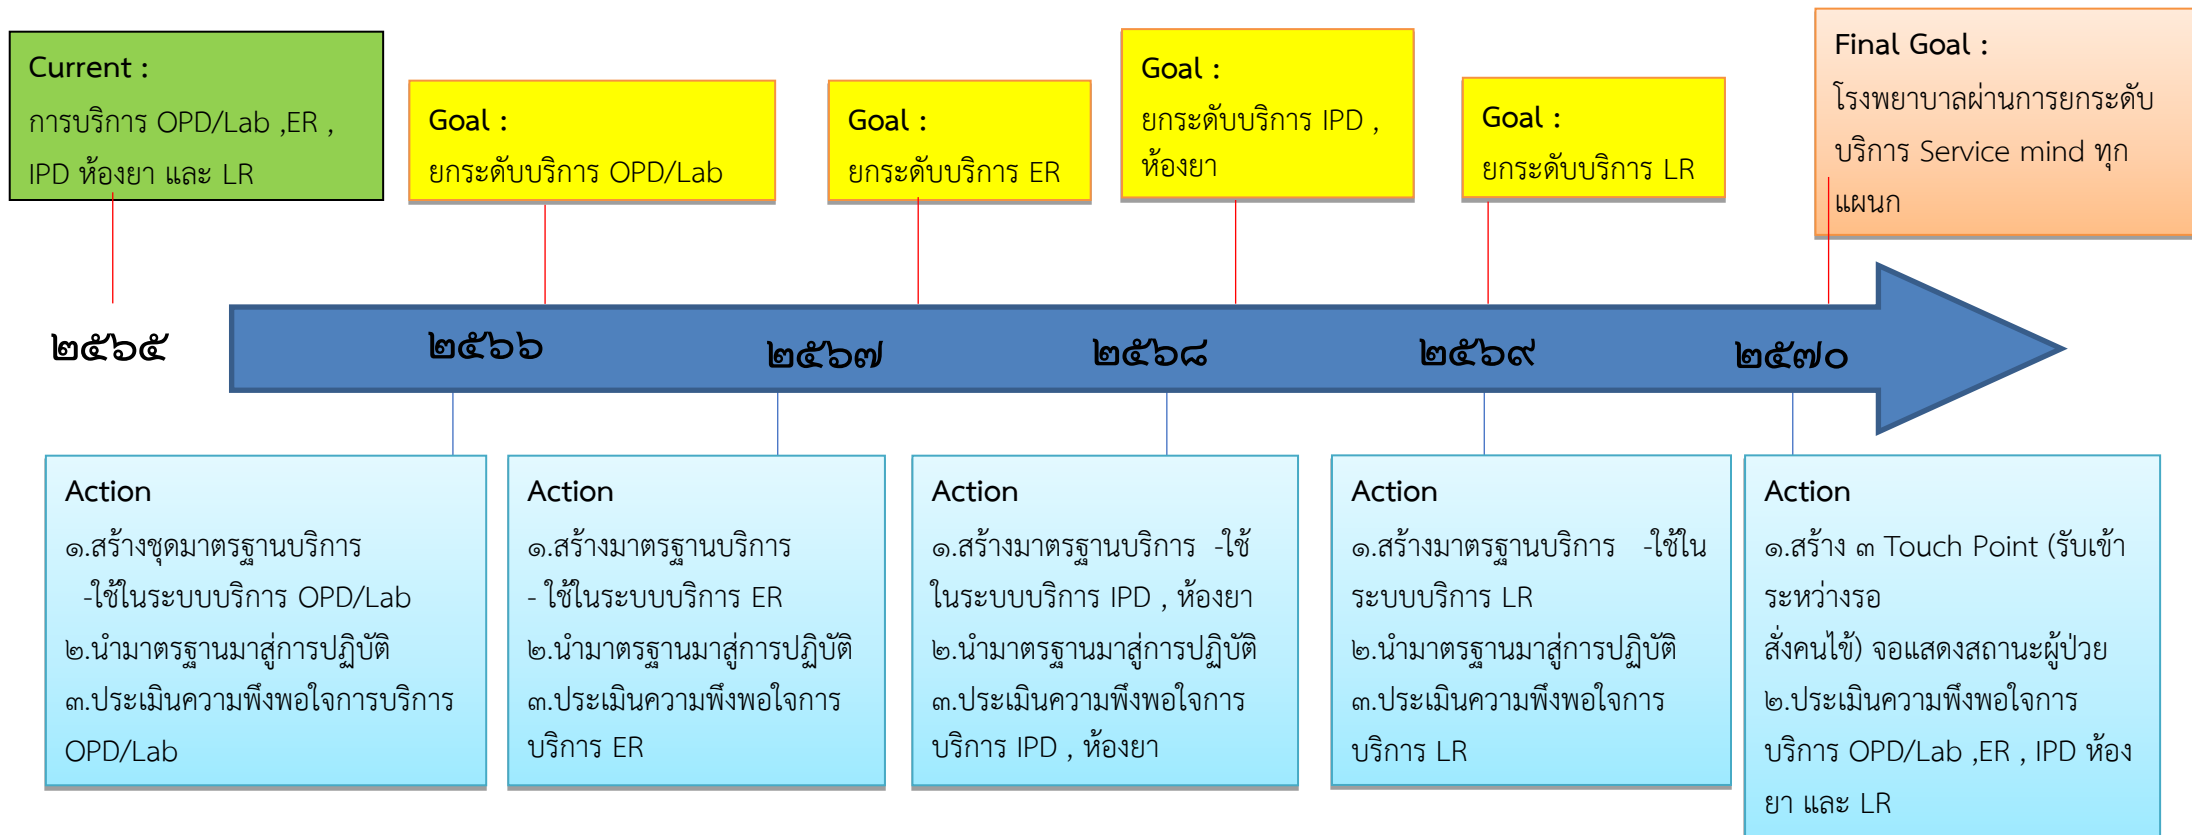 Current :
การบริการ OPD/Lab ,ER ,
IPD ห้องยา และ LR
Goal :
ยกระดับบริการ OPD/Lab
Goal :
ยกระดับบริการ ER
Goal :
ยกระดับบริการ IPD ,
ห้องยา
Goal :
ยกระดับบริการ LR
Final Goal :
โรงพยาบาลผ่านการยกระดับ
บริการ Service mind ทุก
แผนก
๒๕๖๕
๒๕๖๖
๒๕๖๗
๒๕๖๘
๒๕๖๙
๒๕๗๐
Action
๑.สร้างชุดมาตรฐานบริการ
-ใช้ในระบบบริการ OPD/Lab
๒.นำมาตรฐานมาสู่การปฏิบัติ
๓.ประเมินความพึงพอใจการบริการ
OPD/Lab
Action
๑.สร้างมาตรฐานบริการ
- ใช้ในระบบบริการ ER
๒.นำมาตรฐานมาสู่การปฏิบัติ
๓.ประเมินความพึงพอใจการ
บริการ ER
Action
๑.สร้างมาตรฐานบริการ -ใช้
ในระบบบริการ IPD , ห้องยา
๒.นำมาตรฐานมาสู่การปฏิบัติ
๓.ประเมินความพึงพอใจการ
บริการ IPD , ห้องยา
Action
๑.สร้างมาตรฐานบริการ -ใช้ใน
ระบบบริการ LR
๒.นำมาตรฐานมาสู่การปฏิบัติ
๓.ประเมินความพึงพอใจการ
บริการ LR
Action
๑.สร้าง ๓ Touch Point (รับเข้า
ระหว่างรอ
สั่งคนไข้) จอแสดงสถานะผู้ป่วย
๒.ประเมินความพึงพอใจการ
บริการ OPD/Lab ,ER , IPD ห้อง
ยา และ LR